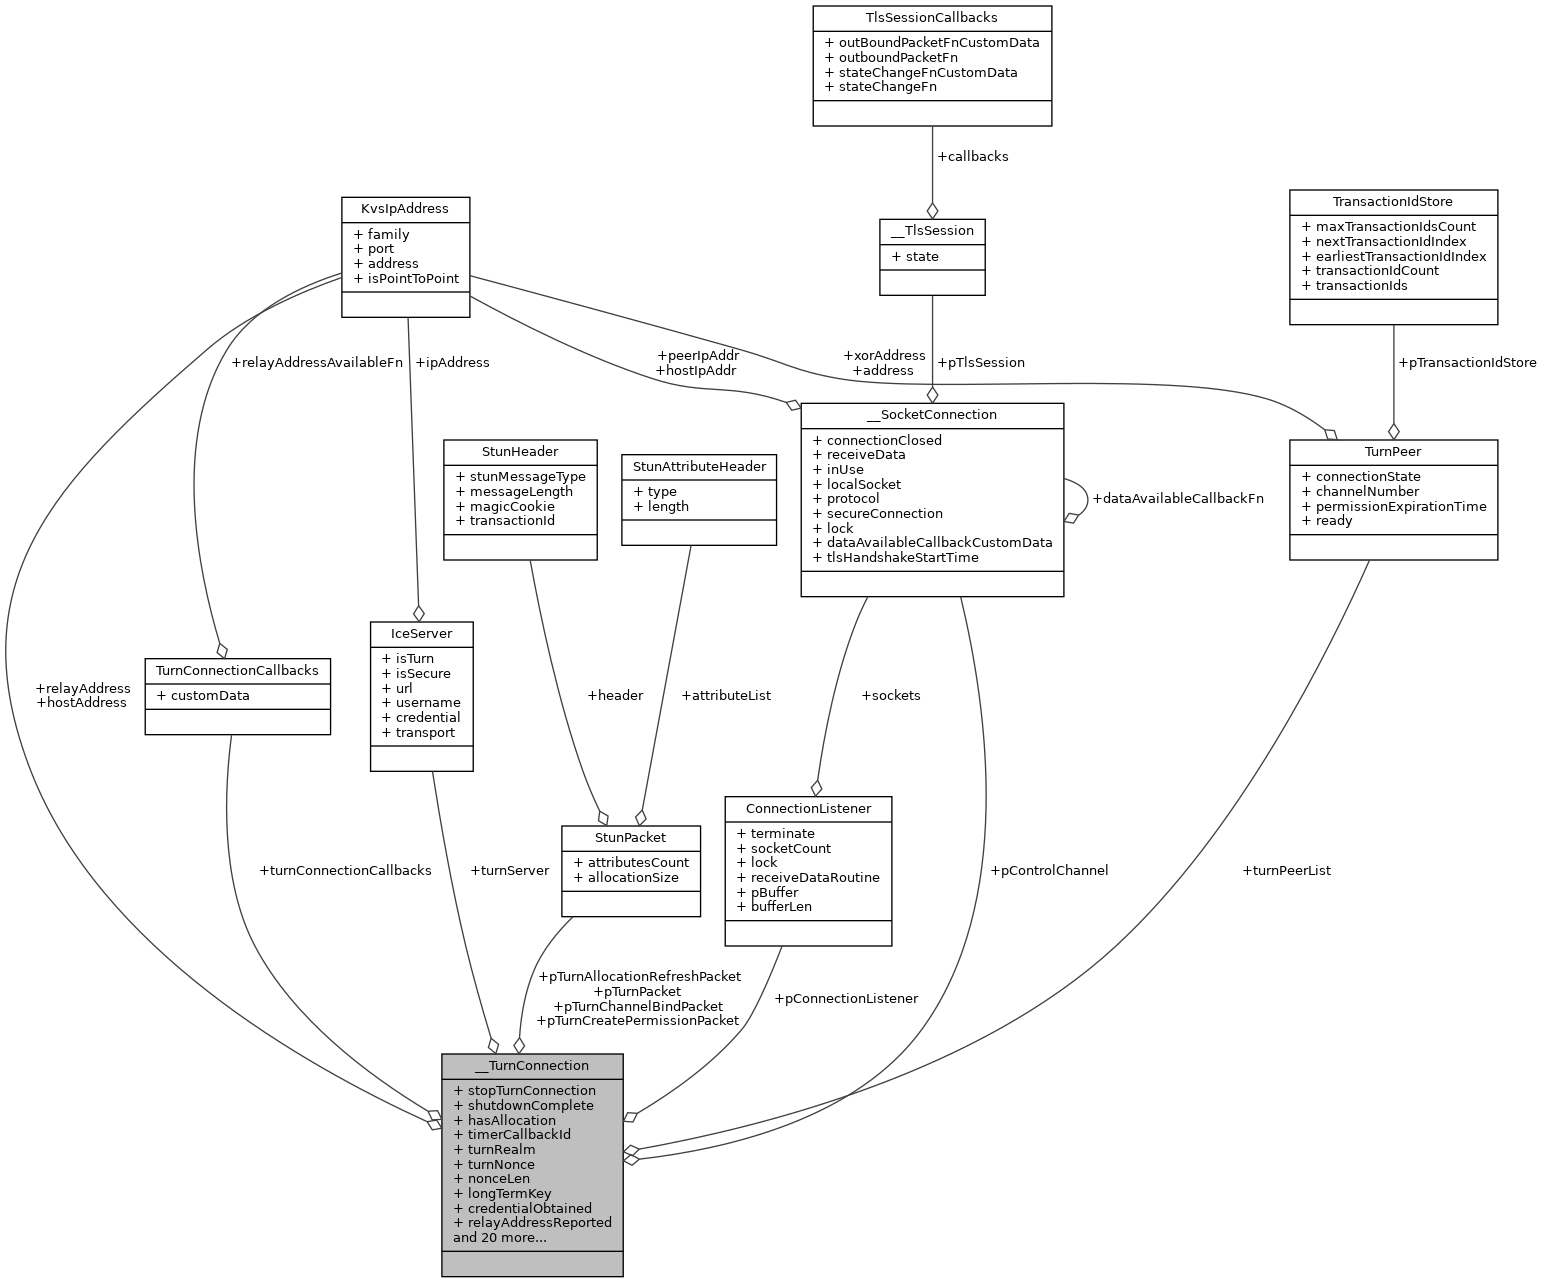 TlsSessionCallbacks
+ outBoundPacketFnCustomData
+ outboundPacketFn
+ stateChangeFnCustomData
+ stateChangeFn
+callbacks
KvsIpAddress
+ family
+ port
+ address
+ isPointToPoint
__TlsSession
+ state
TransactionIdStore
+ maxTransactionIdsCount
+ nextTransactionIdIndex
+ earliestTransactionIdIndex
+ transactionIdCount
+ transactionIds
+relayAddressAvailableFn
+ipAddress
+peerIpAddr
+hostIpAddr
+xorAddress
+address
+pTlsSession
+pTransactionIdStore
StunHeader
+ stunMessageType
+ messageLength
+ magicCookie
+ transactionId
StunAttributeHeader
+ type
+ length
__SocketConnection
+ connectionClosed
+ receiveData
+ inUse
+ localSocket
+ protocol
+ secureConnection
+ lock
+ dataAvailableCallbackCustomData
+ tlsHandshakeStartTime
+dataAvailableCallbackFn
TurnPeer
+ connectionState
+ channelNumber
+ permissionExpirationTime
+ ready
+relayAddress
+hostAddress
TurnConnectionCallbacks
+ customData
IceServer
+ isTurn
+ isSecure
+ url
+ username
+ credential
+ transport
+header
+attributeList
+sockets
+turnConnectionCallbacks
+turnServer
StunPacket
+ attributesCount
+ allocationSize
ConnectionListener
+ terminate
+ socketCount
+ lock
+ receiveDataRoutine
+ pBuffer
+ bufferLen
+pControlChannel
+turnPeerList
+pTurnAllocationRefreshPacket
+pTurnPacket
+pTurnChannelBindPacket
+pTurnCreatePermissionPacket
+pConnectionListener
__TurnConnection
+ stopTurnConnection
+ shutdownComplete
+ hasAllocation
+ timerCallbackId
+ turnRealm
+ turnNonce
+ nonceLen
+ longTermKey
+ credentialObtained
+ relayAddressReported
and 20 more...